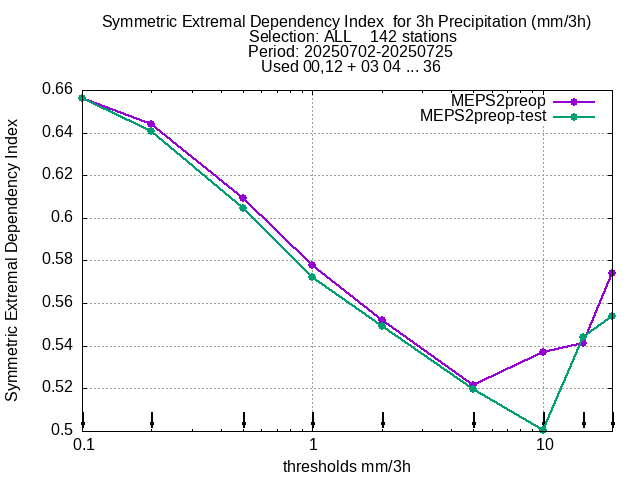 Symmetric Extremal Dependency Index  for 3h Precipitation (mm/3h)
Selection: ALL    142 stations
Period: 20250702-20250725
Used 00,12 + 03 04 ... 36
MEPS2preop
MEPS2preop-test
Symmetric Extremal Dependency Index
0.66
0.64
0.62
0.6
0.58
0.56
0.54
0.52
0.5
0.1
1
10
thresholds mm/3h